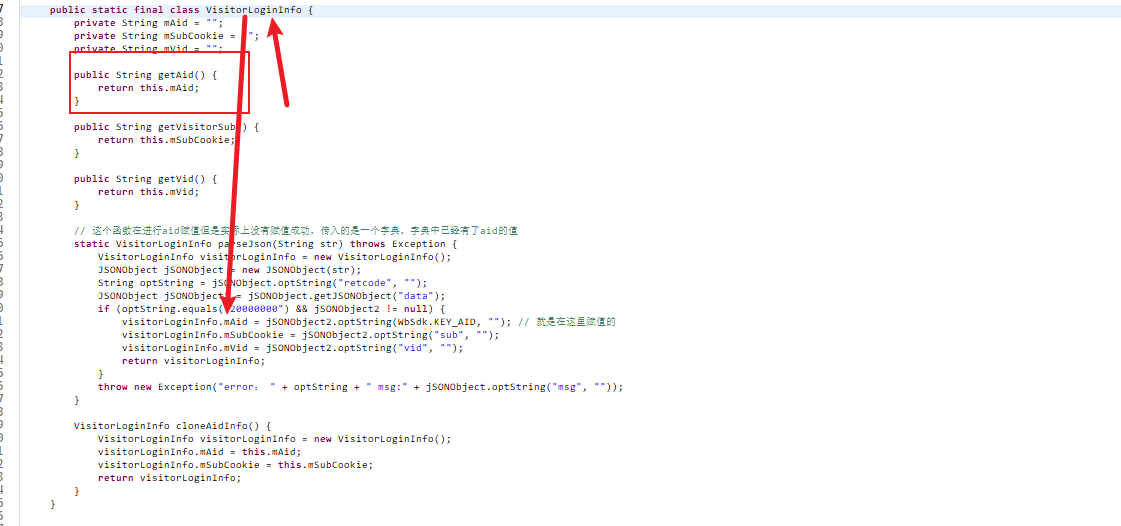 public static final class VisitorLoginInfo {
private String mAid = "";
private String mSubCookie = "";
private String mVid = "";
public String getAid() {
return this.mAid;
}
public String getVisitorSub() {
return this.mSubCookie;
}
public String getVid() {
return this.mVid;
}
// 这个函数在进行aid赋值但是实际上没有赋值成功，传入的是一个字典，字典中已经有了aid的值
static VisitorLoginInfo parseJson(String str) throws Exception {
VisitorLoginInfo visitorLoginInfo = new VisitorLoginInfo();
JSONObject jSONObject = new JSONObject(str);
String optString = jSONObject.optString("retcode", "");
JSONObject jSONObject2 = jSONObject.getJSONObject("data");
if (optString.equals("20000000") && jSONObject2 != null) {
visitorLoginInfo.mAid = jSONObject2.optString(WbSdk.KEY_AID, ""); // 就是在这里赋值的
visitorLoginInfo.mSubCookie = jSONObject2.optString("sub", "");
visitorLoginInfo.mVid = jSONObject2.optString("vid", "");
return visitorLoginInfo;
}
throw new Exception("error： " + optString + " msg:" + jSONObject.optString("msg", ""));
}
VisitorLoginInfo cloneAidInfo() {
VisitorLoginInfo visitorLoginInfo = new VisitorLoginInfo();
visitorLoginInfo.mAid = this.mAid;
visitorLoginInfo.mSubCookie = this.mSubCookie;
return visitorLoginInfo;
}
}